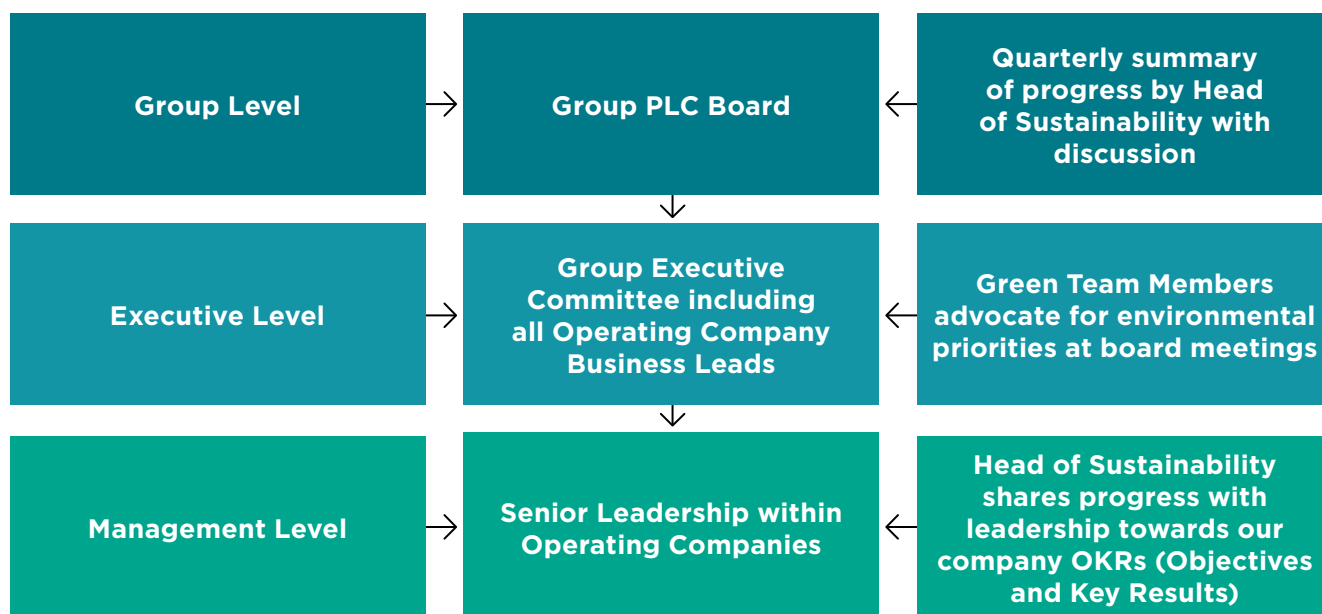 Group Level
Group PLC Board
Quarterly summary
of progress by Head
of Sustainability with
discussion
Executive Level
Group Executive
Committee including
all Operating Company
Business Leads
Green Team Members
advocate for environmental
priorities at board meetings
Management Level
Senior Leadership within
Operating Companies
Head of Sustainability
shares progress with
leadership towards our
company OKRs (Objectives
and Key Results)